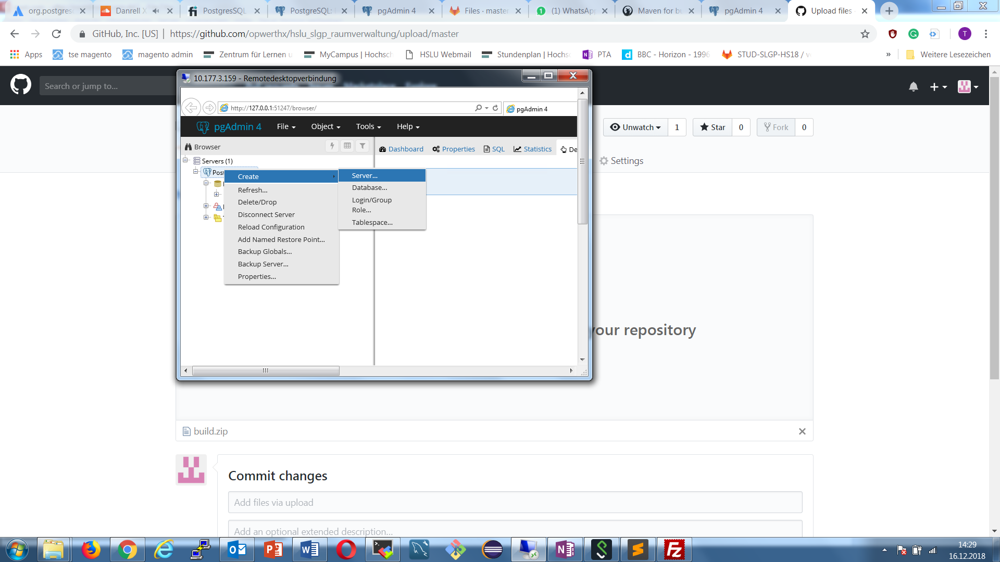 org.postgres
Danrell X
PostgresSQL
PostgreSQL:
pgAdmin 4
Files · master
(1) WhatsApp
Maven for bu
pgAdmin 4
Upload files
GitHub, Inc. [US] | https://github.com/opwerthx/hslu_slgp_raumverwaltung/upload/master
Apps
tse magento
magento admin
Zentrum für Lernen u
MyCampus | Hochsch
HSLU Webmail
Stundenplan | Hochs
PTA
BBC - Horizon - 1996
STUD-SLGP-HS18 / v
»
Weitere Lesezeichen
Search or jump to...
10.177.3.159 - Remotedesktopverbindung
http://127.0.0.1:51247/browser/
pgAdmin 4
pgAdmin 4
File
Object
Tools
Help
Browser
Dashboard
Properties
SQL
Statistics
De
Servers (1)
Post
Create
Refresh...
Delete/Drop
Disconnect Server
Reload Configuration
Add Named Restore Point...
Backup Globals...
Backup Server...
Properties...
Server...
Database...
Login/Group
Role...
Tablespace...
Unwatch
1
Star
0
Fork
0
Settings
your repository
build.zip
Commit changes
Add files via upload
Add an optional extended description...
14:29
16.12.2018